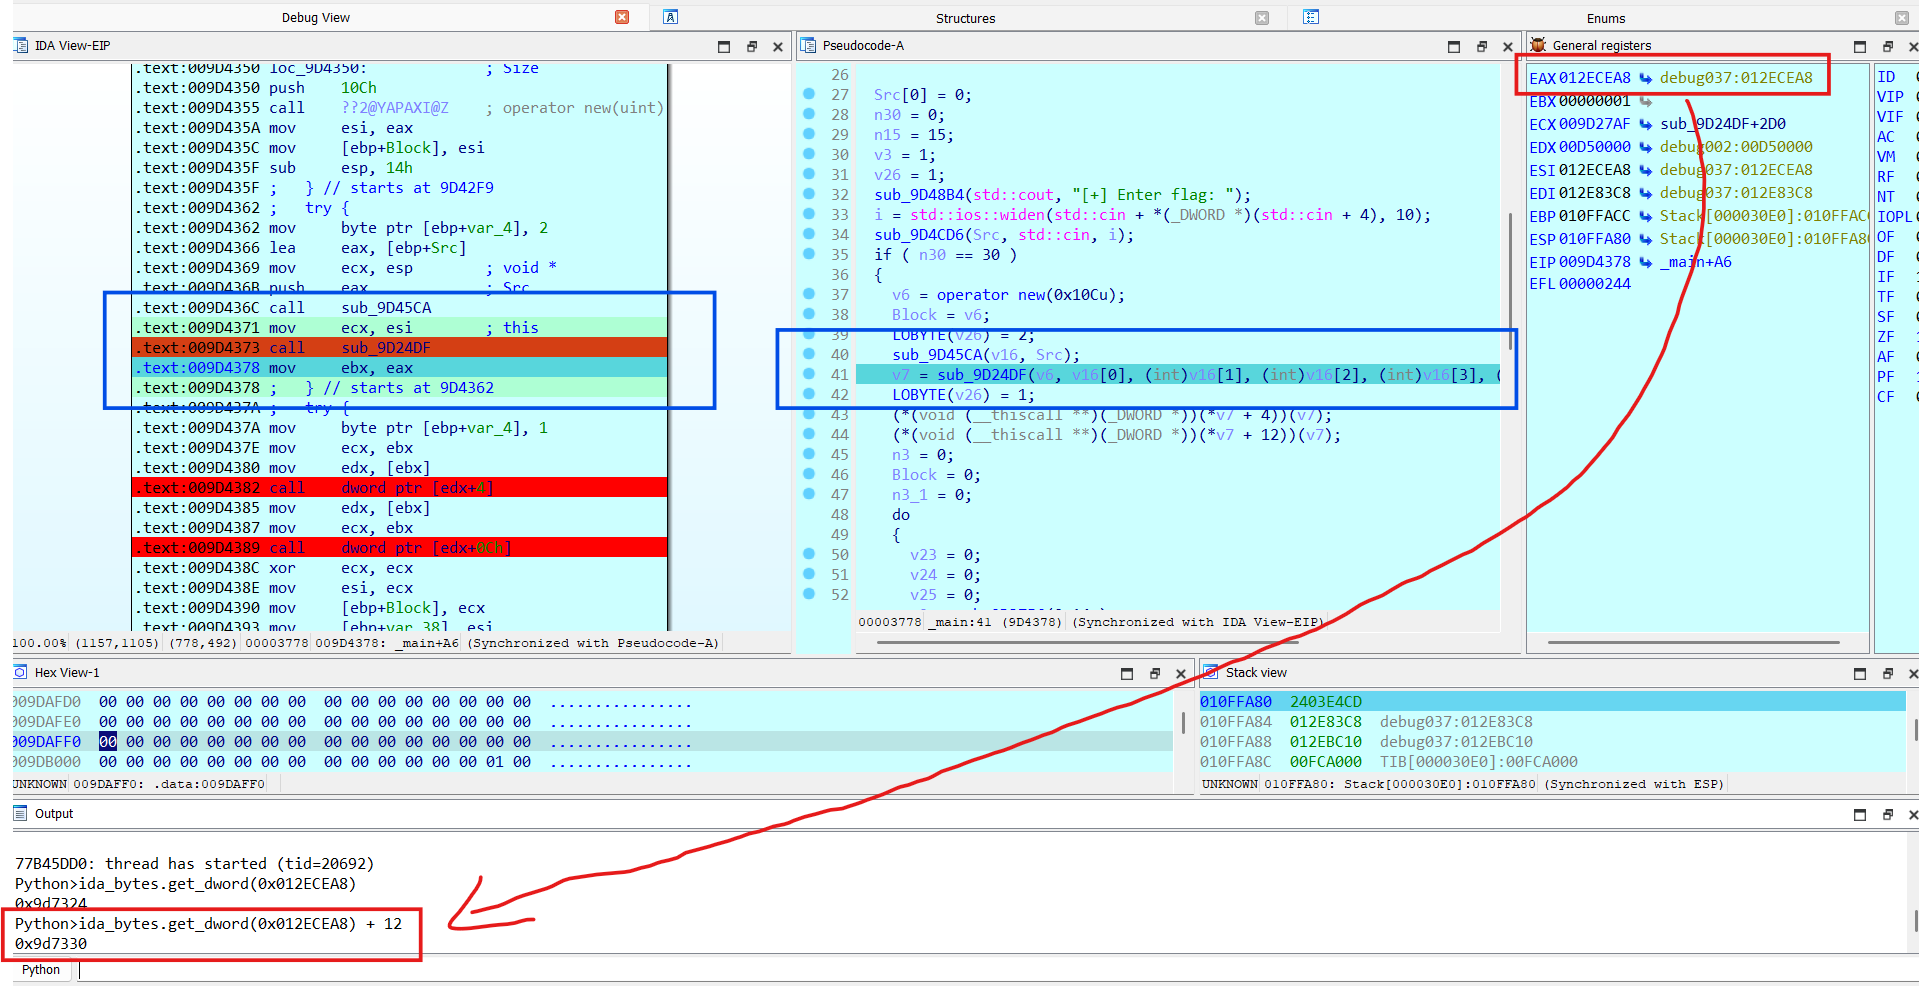 Debug View
Structures
Enums
IDA View-EIP
.text:009D4350 loc_9D4350: ; Size
.text:009D4350 push 10Ch
.text:009D4355 call ??2@YAPAXI@Z ; operator new(uint)
.text:009D435A mov esi, eax
.text:009D435C mov [ebp+Block], esi
.text:009D435F sub esp, 14h
.text:009D435F ; } // starts at 9D42F9
.text:009D4362 ; try {
.text:009D4362 mov byte ptr [ebp+var_4], 2
.text:009D4366 lea eax, [ebp+Src]
.text:009D4369 mov ecx, esp ; void *
.text:009D436B push eax ; Src
.text:009D436C call sub_9D45CA
.text:009D4371 mov ecx, esi ; this
.text:009D4373 call sub_9D24DF
.text:009D4378 mov ebx, eax
.text:009D4378 ; } // starts at 9D4362
.text:009D437A ; try {
.text:009D437A mov byte ptr [ebp+var_4], 1
.text:009D437E mov ecx, ebx
.text:009D4380 mov edx, [ebx]
.text:009D4382 call dword ptr [edx+4]
.text:009D4385 mov edx, [ebx]
.text:009D4387 mov ecx, ebx
.text:009D4389 call dword ptr [edx+0Ch]
.text:009D438C xor ecx, ecx
.text:009D438E mov esi, ecx
.text:009D4390 mov [ebp+Block], ecx
.text:009D4393 mov [ebp+var_38], esi
100.00% (1157,1105) (778,492) 00003778 009D4378: _main+A6 (Synchronized with Pseudocode-A)
Pseudocode-A
26
27 Src[0] = 0;
28 n30 = 0;
29 n15 = 15;
30 v3 = 1;
31 v26 = 1;
32 sub_9D48B4(std::cout, "[+] Enter flag: ");
33 i = std::ios::widen(std::cin + *(_DWORD *)(std::cin + 4), 10);
34 sub_9D4CD6(Src, std::cin, i);
35 if ( n30 == 30 )
36 {
37 v6 = operator new(0x10Cu);
38 Block = v6;
39 LOBYTE(v26) = 2;
40 sub_9D45CA(v16, Src);
41 v7 = sub_9D24DF(v6, v16[0], (int)v16[1], (int)v16[2], (int)v16[3], (
42 LOBYTE(v26) = 1;
43 (*(void (__thiscall **)(_DWORD *))(*v7 + 4))(v7);
44 (*(void (__thiscall **)(_DWORD *))(*v7 + 12))(v7);
45 n3 = 0;
46 Block = 0;
47 n3_1 = 0;
48 do
49 {
50 v23 = 0;
51 v24 = 0;
52 v25 = 0;
00003778 _main:41 (9D4378) (Synchronized with IDA View-EIP)
General registers
EAX 012ECEA8 debug037:012ECEA8
EBX 00000001
ECX 009D27AF sub_9D24DF+2D0
EDX 00D50000 debug002:00D50000
ESI 012ECEA8 debug037:012ECEA8
EDI 012E83C8 debug037:012E83C8
EBP 010FFACC Stack[000030E0]:010FFACC
ESP 010FFA80 Stack[000030E0]:010FFA80
EIP 009D4378 _main+A6
EFL 00000244
ID
VIP
VIF
AC
VM
RF
NT
IOPL
OF
DF
IF
TF
SF
ZF
AF
PF
CF
Hex View-1
009DAFD0 00 00 00 00 00 00 00 00 00 00 00 00 00 00 00 00 ................
009DAFE0 00 00 00 00 00 00 00 00 00 00 00 00 00 00 00 00 ................
009DAFF0 00 00 00 00 00 00 00 00 00 00 00 00 00 00 00 00 ................
009DB000 00 00 00 00 00 00 00 00 00 00 00 00 00 00 01 00 ................
UNKNOWN 009DAFF0: .data:009DAFF0
Stack view
010FFA80 2403E4CD
010FFA84 012E83C8 debug037:012E83C8
010FFA88 012EBC10 debug037:012EBC10
010FFA8C 00FCA000 TIB[000030E0]:00FCA000
UNKNOWN 010FFA80: Stack[000030E0]:010FFA80 (Synchronized with ESP)
Output
77B45DD0: thread has started (tid=20692)
Python>ida_bytes.get_dword(0x012ECEA8)
0x9d7324
Python>ida_bytes.get_dword(0x012ECEA8) + 12
0x9d7330
Python